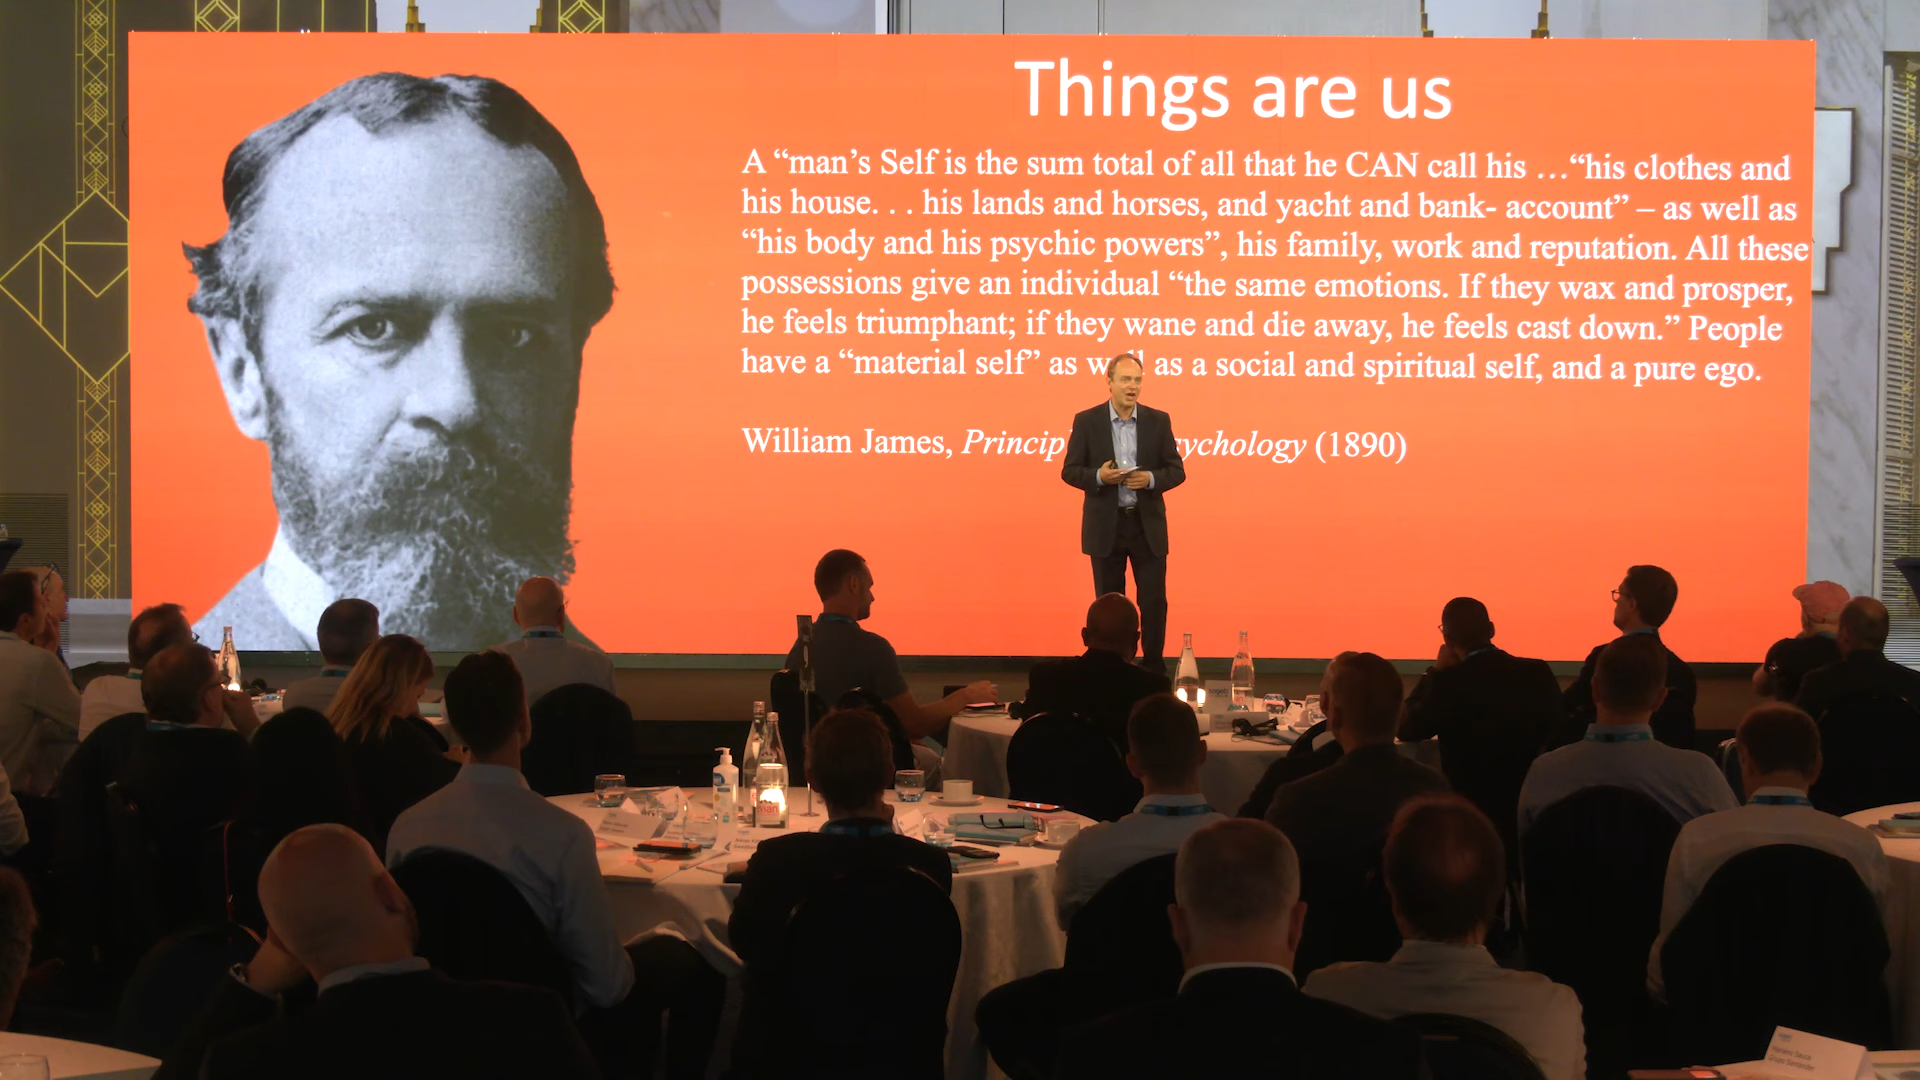 Things are us
A “man’s Self is the sum total of all that he CAN call his …“his clothes and
his house. . . his lands and horses, and yacht and bank- account” – as well as
“his body and his psychic powers”, his family, work and reputation. All these
possessions give an individual “the same emotions. If they wax and prosper,
he feels triumphant; if they wane and die away, he feels cast down.” People
have a “material self” as well as a social and spiritual self, and a pure ego.
William James, Princip ychology (1890)
evian